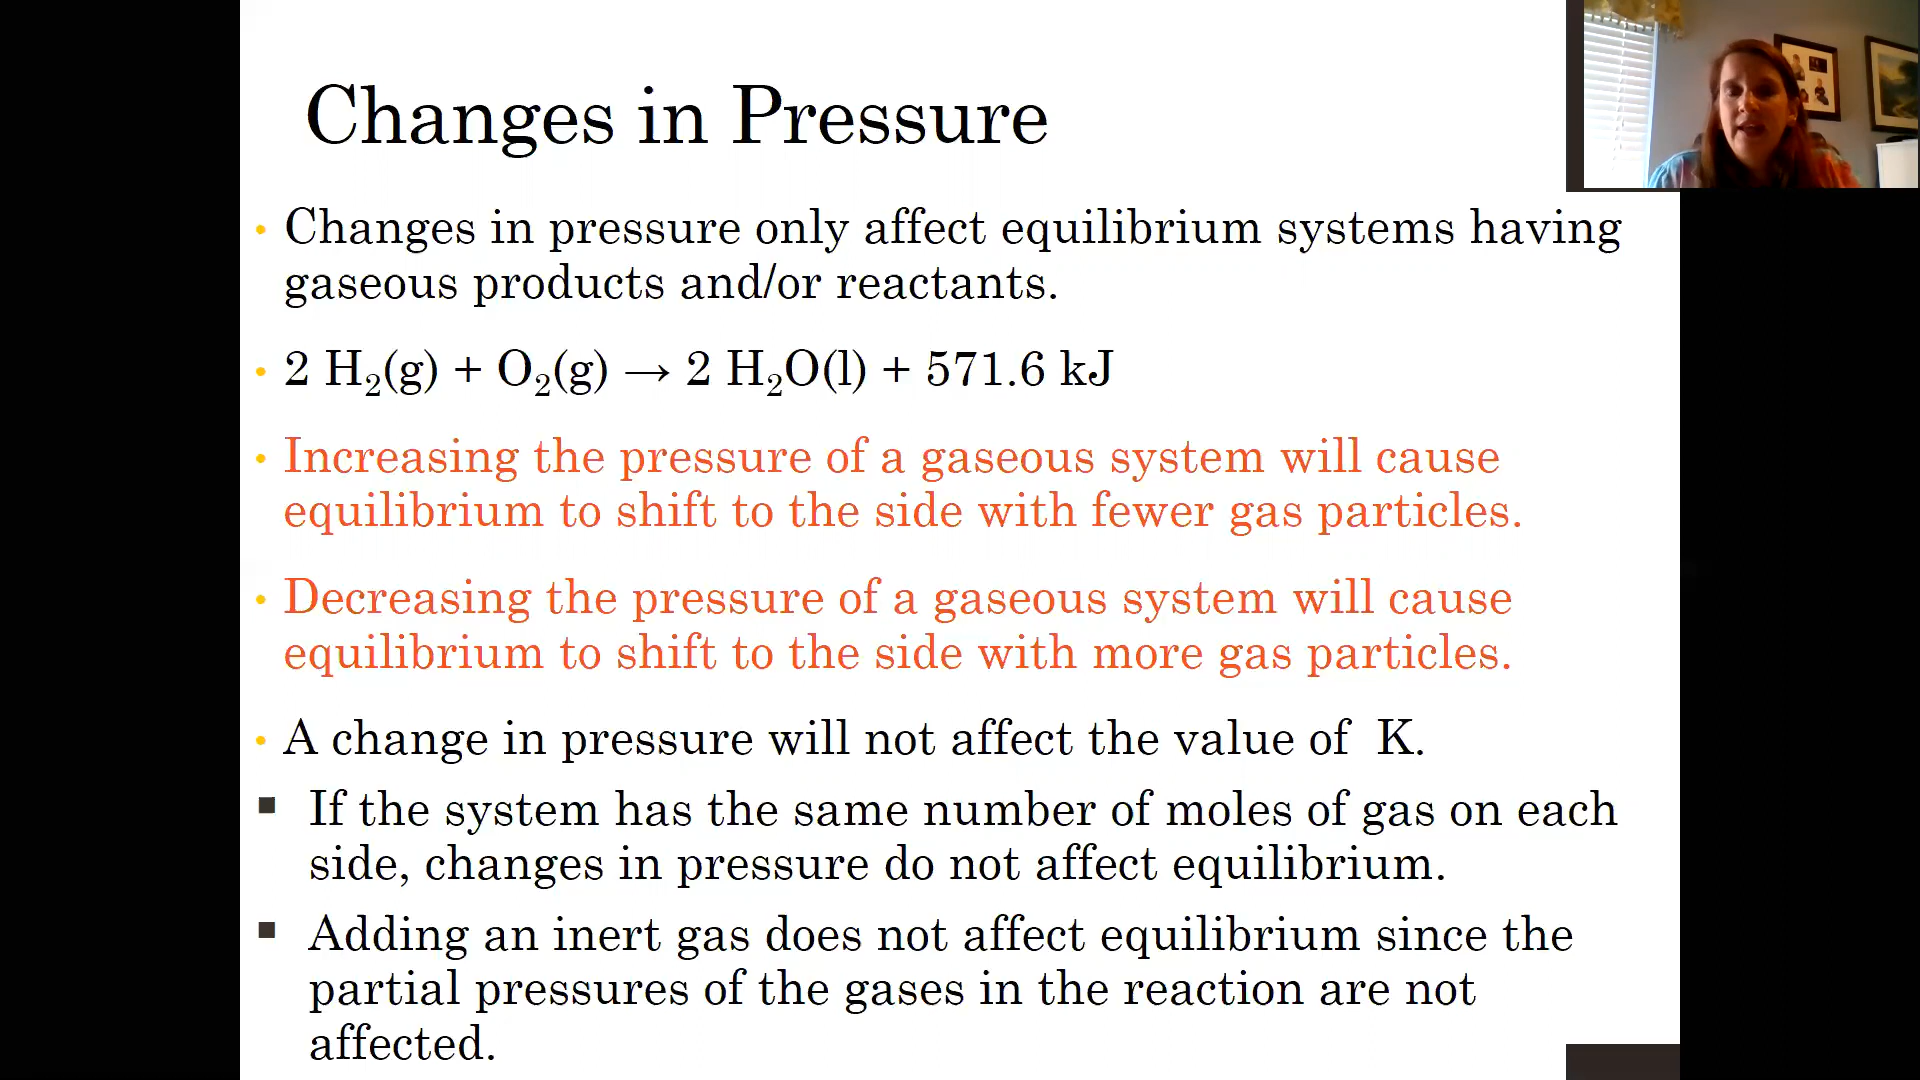 Changes in Pressure
• Changes in pressure only affect equilibrium systems having
gaseous products and/or reactants.
• 2 H₂(g) + O₂(g) → 2 H₂O(l) + 571.6 kJ
• Increasing the pressure of a gaseous system will cause
equilibrium to shift to the side with fewer gas particles.
• Decreasing the pressure of a gaseous system will cause
equilibrium to shift to the side with more gas particles.
• A change in pressure will not affect the value of  K.
▪ If the system has the same number of moles of gas on each
side, changes in pressure do not affect equilibrium.
▪ Adding an inert gas does not affect equilibrium since the
partial pressures of the gases in the reaction are not
affected.